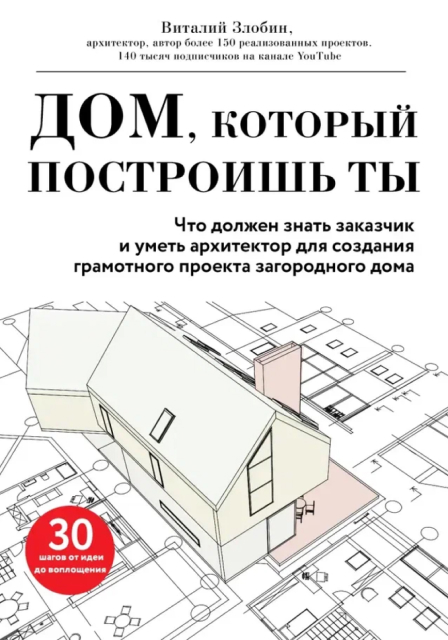 Виталий Злобин,
архитектор, автор более 150 реализованных проектов.
140 тысяч подписчиков на канале YouTube
ДОМ, КОТОРЫЙ
ПОСТРОИШЬ ТЫ
Что должен знать заказчик
и уметь архитектор для создания
грамотного проекта загородного дома
30
шагов от идеи
до воплощения